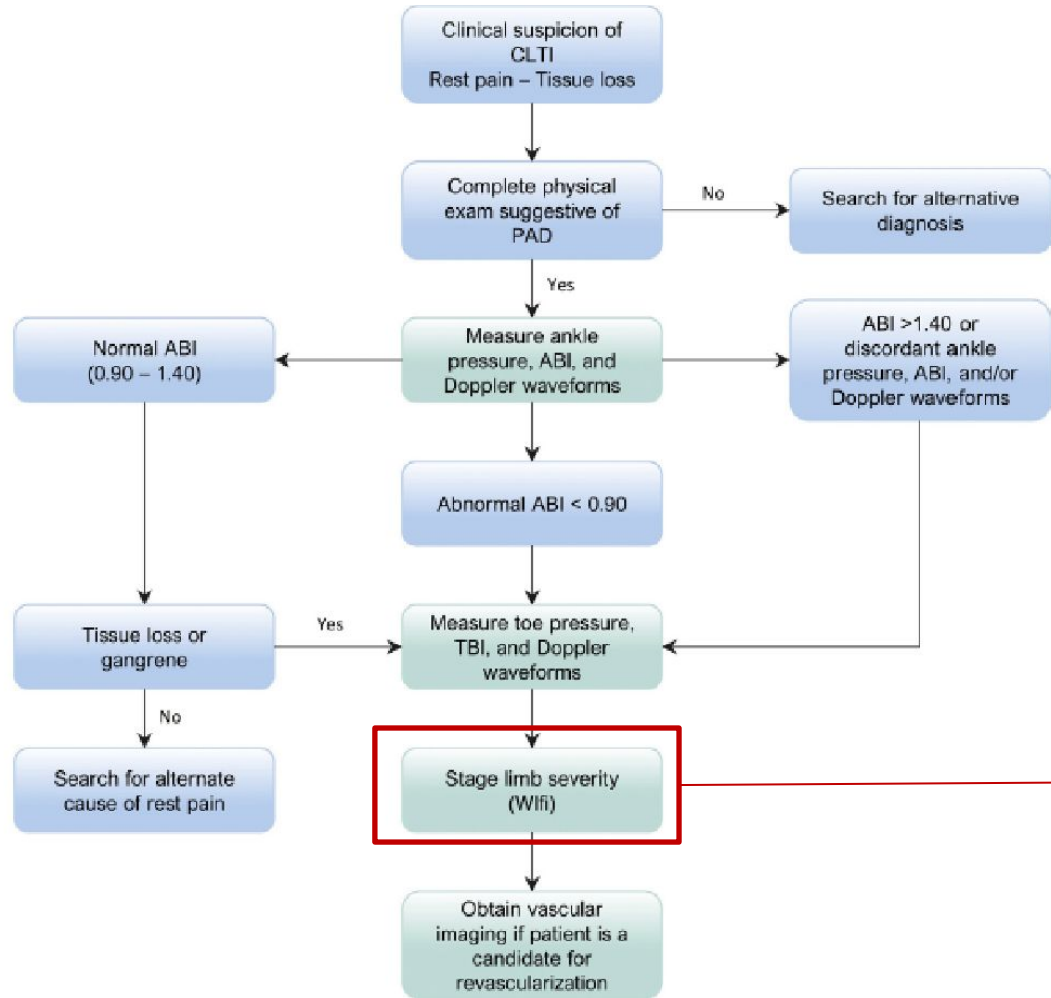 Clinical suspicion of
CLTI
Rest pain – Tissue loss
Complete physical
exam suggestive of
PAD
No
Search for alternative
diagnosis
Yes
Normal ABI
(0.90 – 1.40)
Measure ankle
pressure, ABI, and
Doppler waveforms
ABI >1.40 or
discordant ankle
pressure, ABI, and/or
Doppler waveforms
Abnormal ABI < 0.90
Tissue loss or
gangrene
Yes
Measure toe pressure,
TBI, and Doppler
waveforms
No
Search for alternate
cause of rest pain
Stage limb severity
(WIfi)
Obtain vascular
imaging if patient is a
candidate for
revascularization